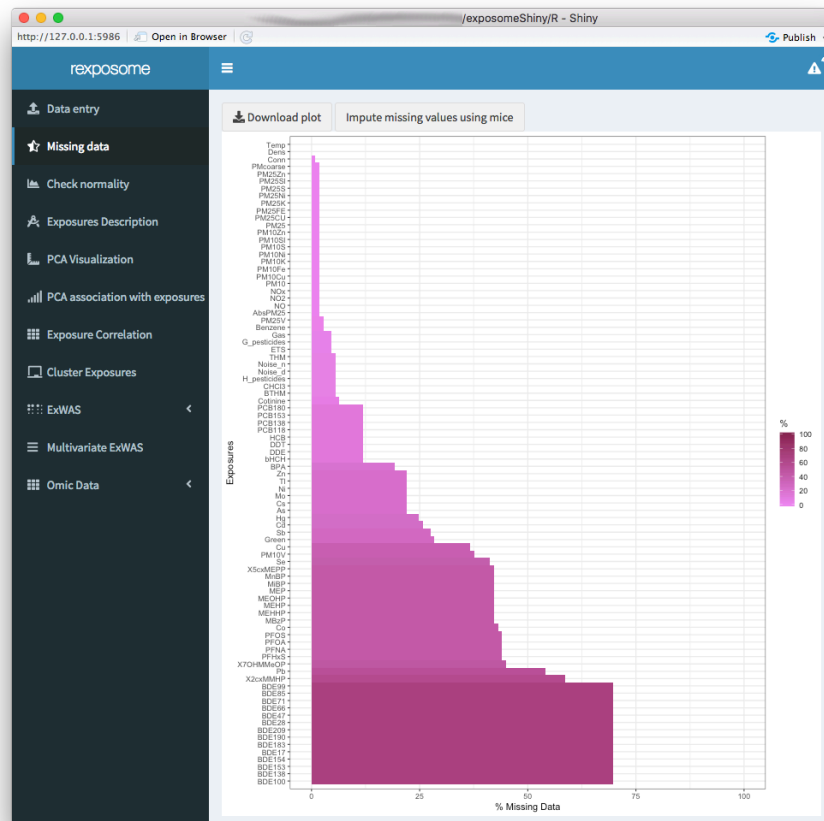 /exposomeShiny/R - Shiny
http://127.0.0.1:5986 Open in Browser Publish
rexposome
Data entry
Missing data
Check normality
Exposures Description
PCA Visualization
PCA association with exposures
Exposure Correlation
Cluster Exposures
ExWAS
Multivariate ExWAS
Omic Data
Download plot Impute missing values using mice
Exposures
Temp
Dens
Conn
PMcoarse
PM25Zn
PM25SI
PM25S
PM25Ni
PM25K
PM25FE
PM25CU
PM25
PM10Zn
PM10SI
PM10S
PM10Ni
PM10K
PM10Fe
PM10Cu
PM10
NOx
NO2
NO
AbsPM25
PM25V
Benzene
Gas
G_pesticides
ETS
THM
Noise_n
Noise_d
H_pesticides
CHCl3
BTHM
Cotinine
PCB180
PCB153
PCB138
PCB118
HCB
DDT
DDE
bHCH
BPA
Zn
Tl
Ni
Mo
Cs
As
Hg
Cd
Sb
Green
Cu
PM10V
Se
X5cxMEPP
MnBP
MiBP
MEP
MEOHP
MEHP
MEHHP
MBzP
Co
PFOS
PFOA
PFNA
PFHxS
X7OHMMeOP
Pb
X2cxMMHP
BDE99
BDE85
BDE71
BDE66
BDE47
BDE28
BDE209
BDE190
BDE183
BDE17
BDE154
BDE153
BDE138
BDE100
0 25 50 75 100
% Missing Data
%
100
80
60
40
20
0